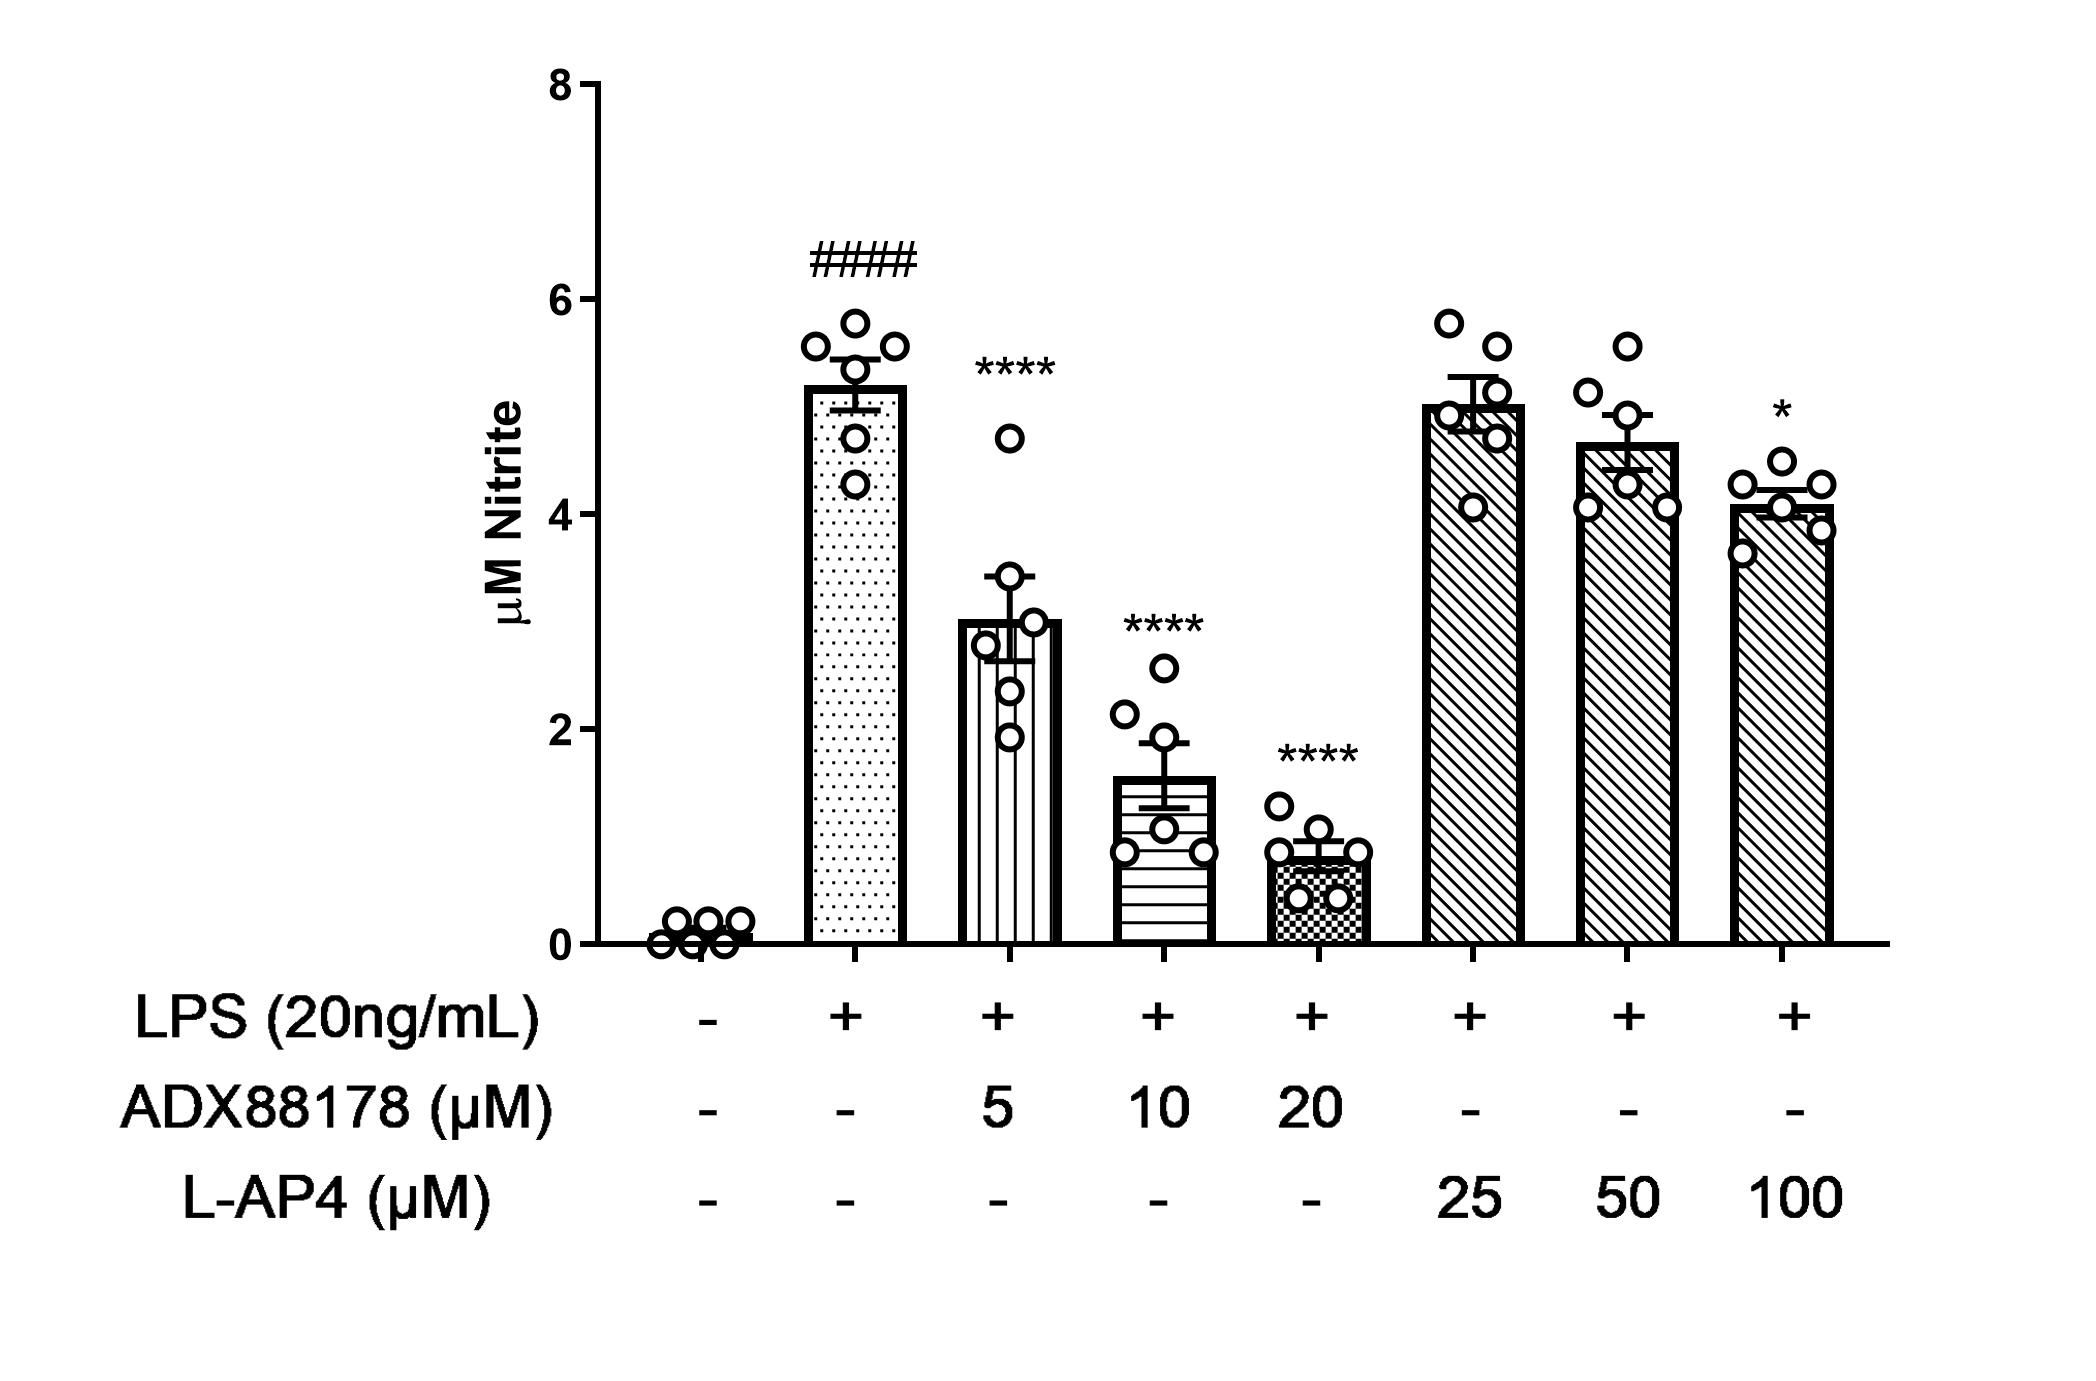 8
####
6
****
*
μM Nitrite
4
****
2
****
0
LPS (20ng/mL) - + + + + + + +
ADX88178 (μM) - - 5 10 20 - - -
L-AP4 (μM) - - - - - 25 50 100